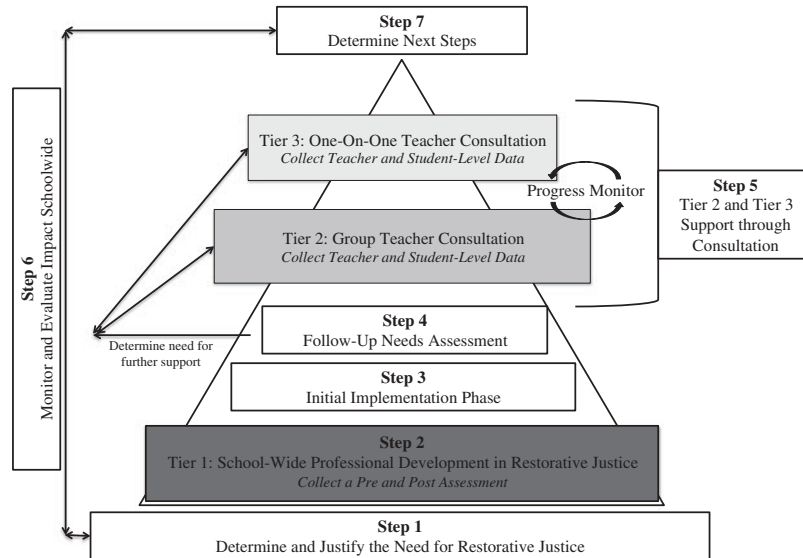 Step 7
Determine Next Steps
Tier 3: One-On-One Teacher Consultation
Collect Teacher and Student-Level Data
Progress Monitor
Step 5
Tier 2 and Tier 3
Support through
Consultation
Tier 2: Group Teacher Consultation
Collect Teacher and Student-Level Data
Step 6
Monitor and Evaluate Impact Schoolwide
Step 4
Follow-Up Needs Assessment
Determine need for
further support
Step 3
Initial Implementation Phase
Step 2
Tier 1: School-Wide Professional Development in Restorative Justice
Collect a Pre and Post Assessment
Step 1
Determine and Justify the Need for Restorative Justice